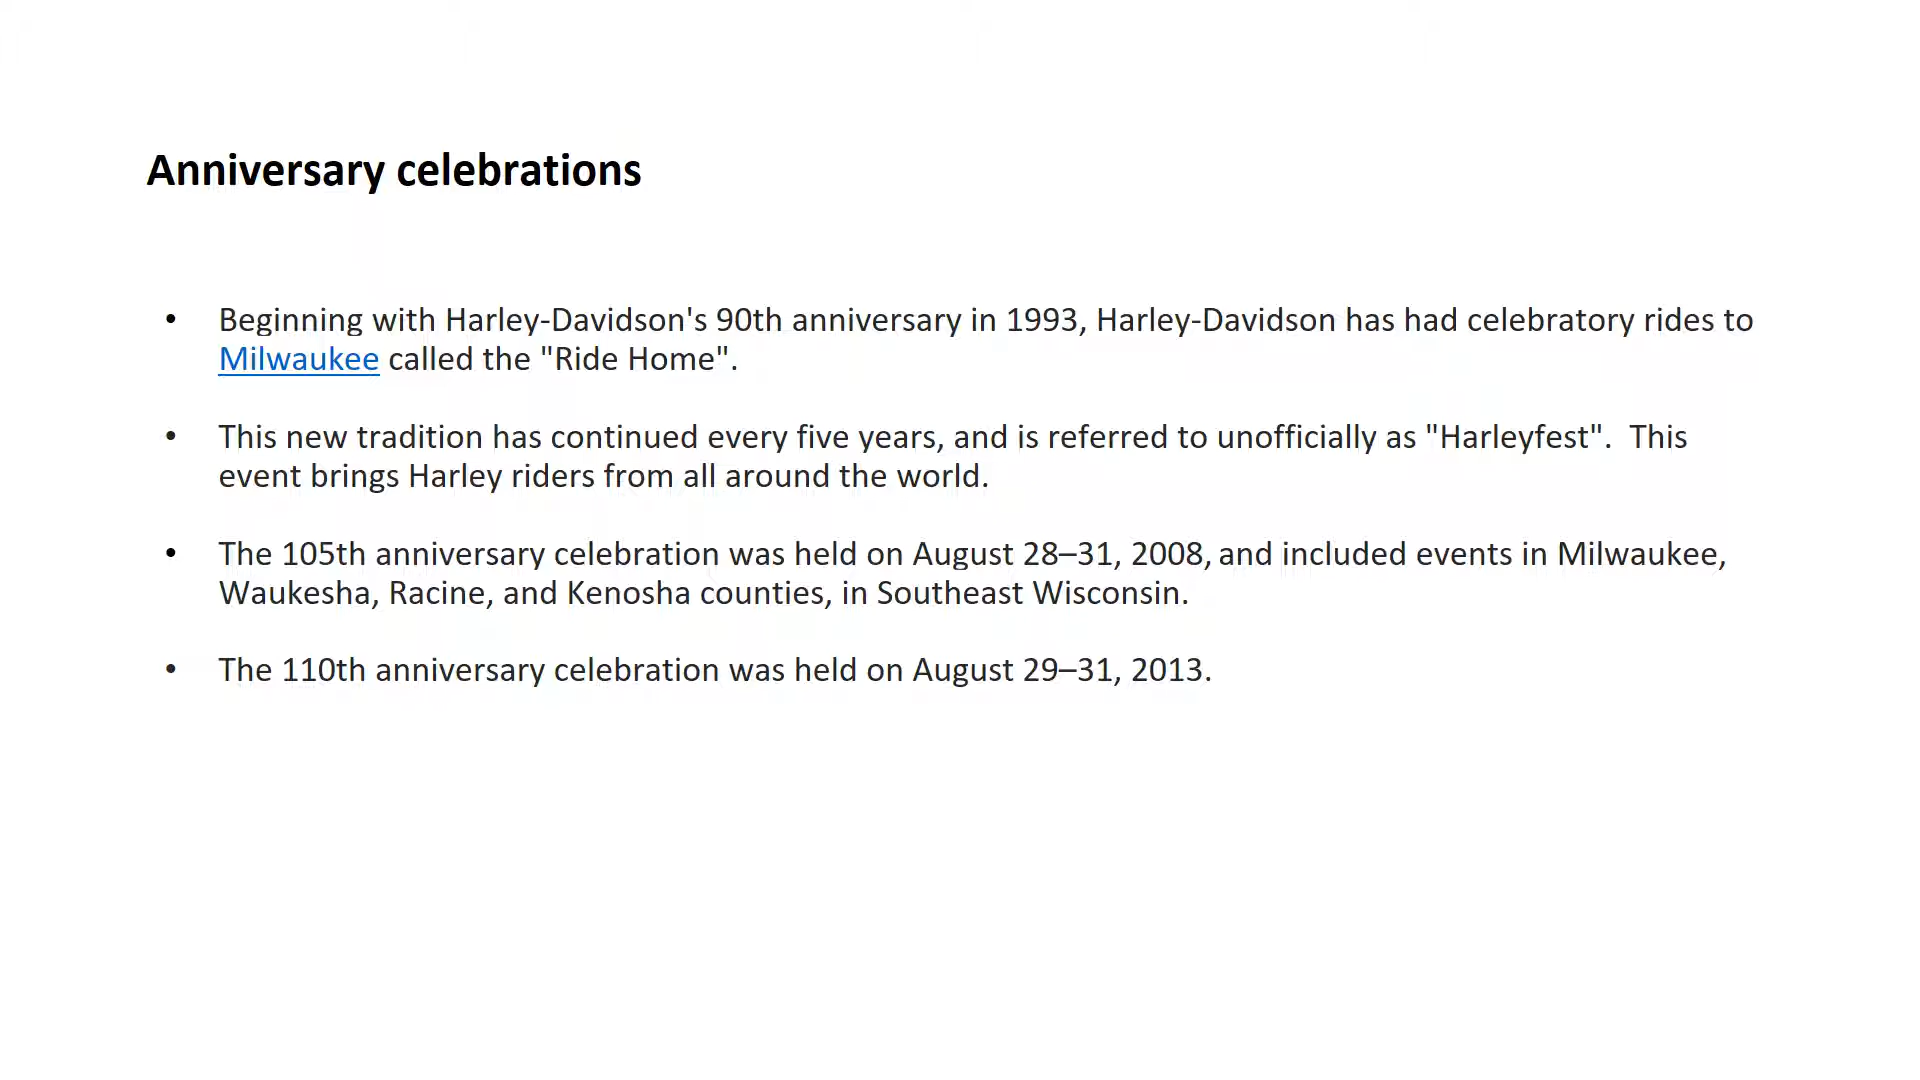 Anniversary celebrations
• Beginning with Harley-Davidson's 90th anniversary in 1993, Harley-Davidson has had celebratory rides to
Milwaukee called the "Ride Home".
• This new tradition has continued every five years, and is referred to unofficially as "Harleyfest".  This
event brings Harley riders from all around the world.
• The 105th anniversary celebration was held on August 28–31, 2008, and included events in Milwaukee,
Waukesha, Racine, and Kenosha counties, in Southeast Wisconsin.
• The 110th anniversary celebration was held on August 29–31, 2013.